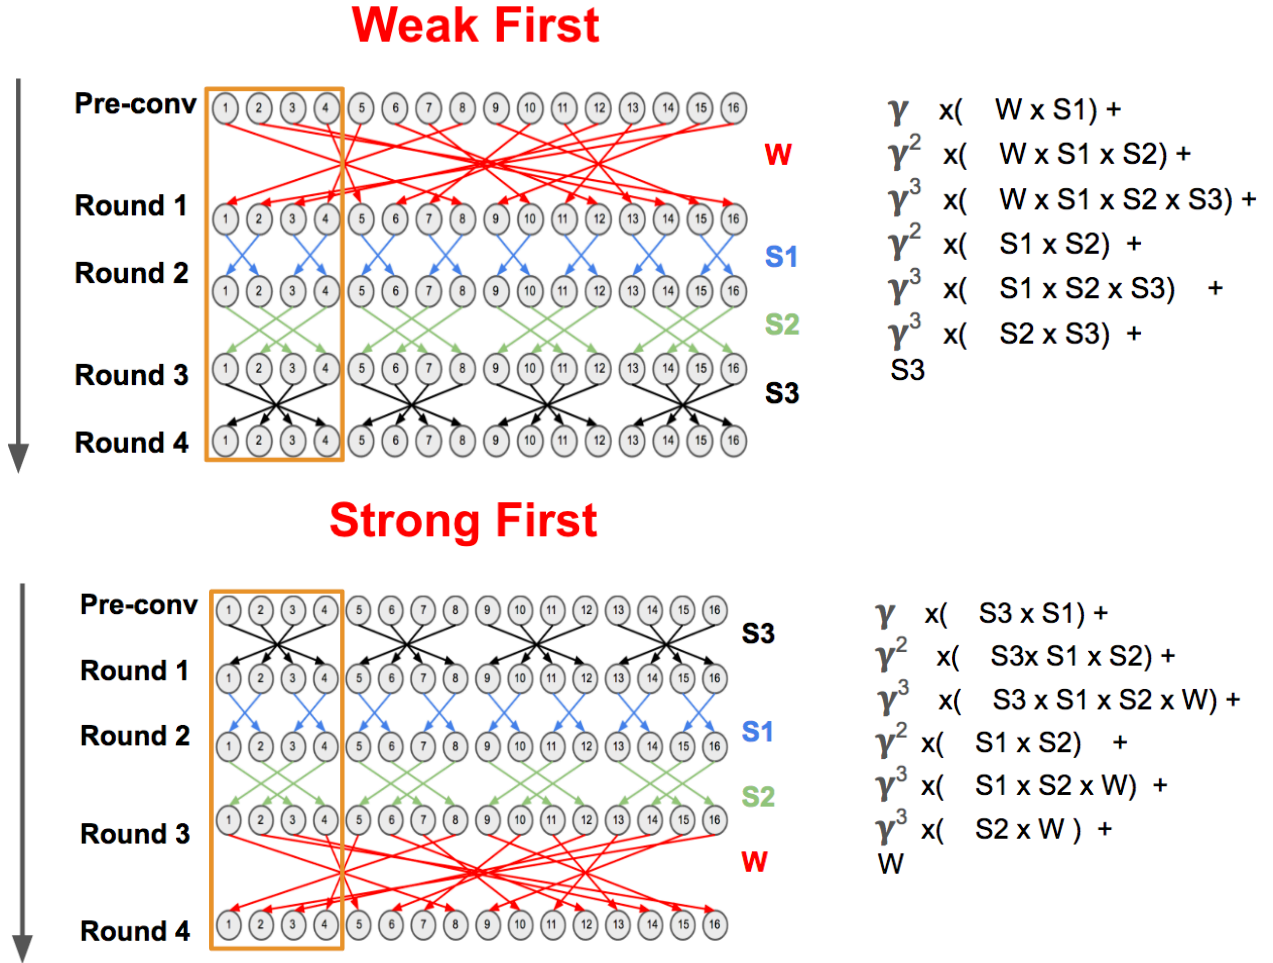 Weak First
Pre-conv 1 2 3 4 5 6 7 8 9 10 11 12 13 14 15 16
W
Round 1 1 2 3 4 5 6 7 8 9 10 11 12 13 14 15 16
S1
Round 2 1 2 3 4 5 6 7 8 9 10 11 12 13 14 15 16
S2
Round 3 1 2 3 4 5 6 7 8 9 10 11 12 13 14 15 16
S3
Round 4 1 2 3 4 5 6 7 8 9 10 11 12 13 14 15 16
γ x( W x S1) +
γ² x( W x S1 x S2) +
γ³ x( W x S1 x S2 x S3) +
γ² x( S1 x S2) +
γ³ x( S1 x S2 x S3) +
γ³ x( S2 x S3) +
S3
Strong First
Pre-conv 1 2 3 4 5 6 7 8 9 10 11 12 13 14 15 16
S3
Round 1 1 2 3 4 5 6 7 8 9 10 11 12 13 14 15 16
S1
Round 2 1 2 3 4 5 6 7 8 9 10 11 12 13 14 15 16
S2
Round 3 1 2 3 4 5 6 7 8 9 10 11 12 13 14 15 16
W
Round 4 1 2 3 4 5 6 7 8 9 10 11 12 13 14 15 16
γ x( S3 x S1) +
γ² x( S3x S1 x S2) +
γ³ x( S3 x S1 x S2 x W) +
γ² x( S1 x S2) +
γ³ x( S1 x S2 x W) +
γ³ x( S2 x W ) +
W